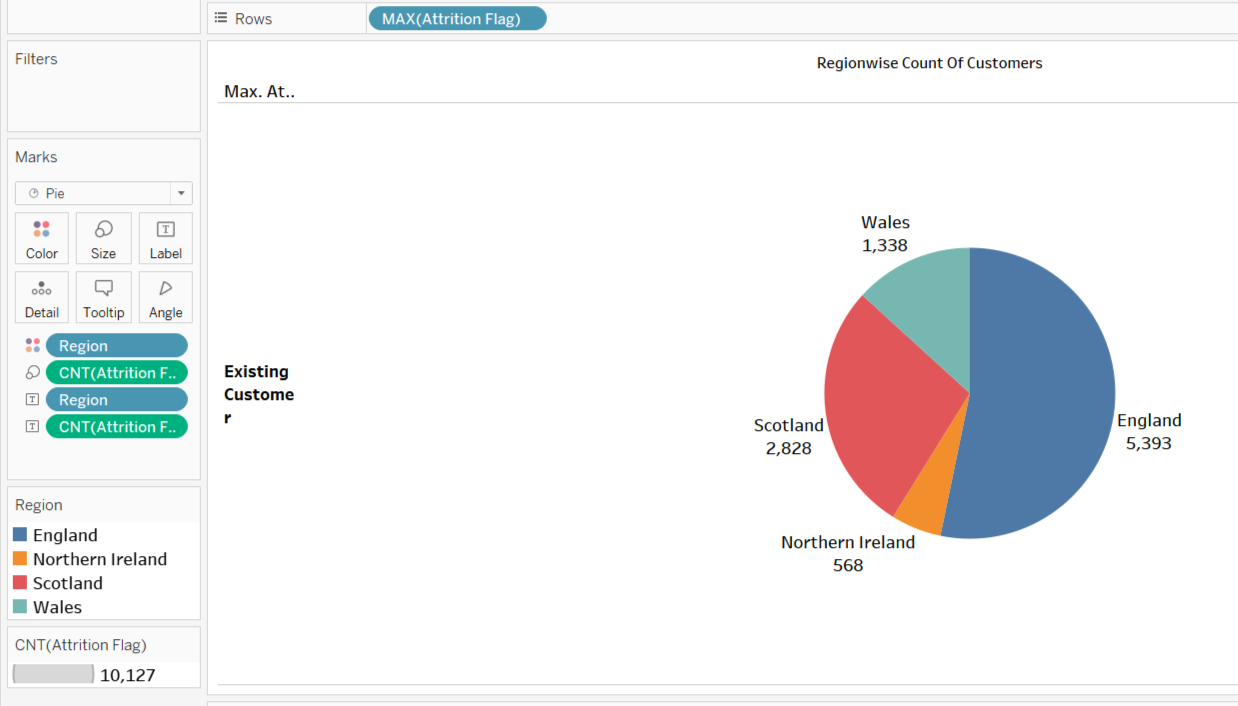 Rows
MAX(Attrition Flag)
Filters
Marks
Pie
Color
Size
Label
Detail
Tooltip
Angle
Region
CNT(Attrition F..
Region
CNT(Attrition F..
Region
England
Northern Ireland
Scotland
Wales
CNT(Attrition Flag)
10,127
Regionwise Count Of Customers
Max. At..
Existing
Custome
r
Wales
1,338
England
5,393
Scotland
2,828
Northern Ireland
568